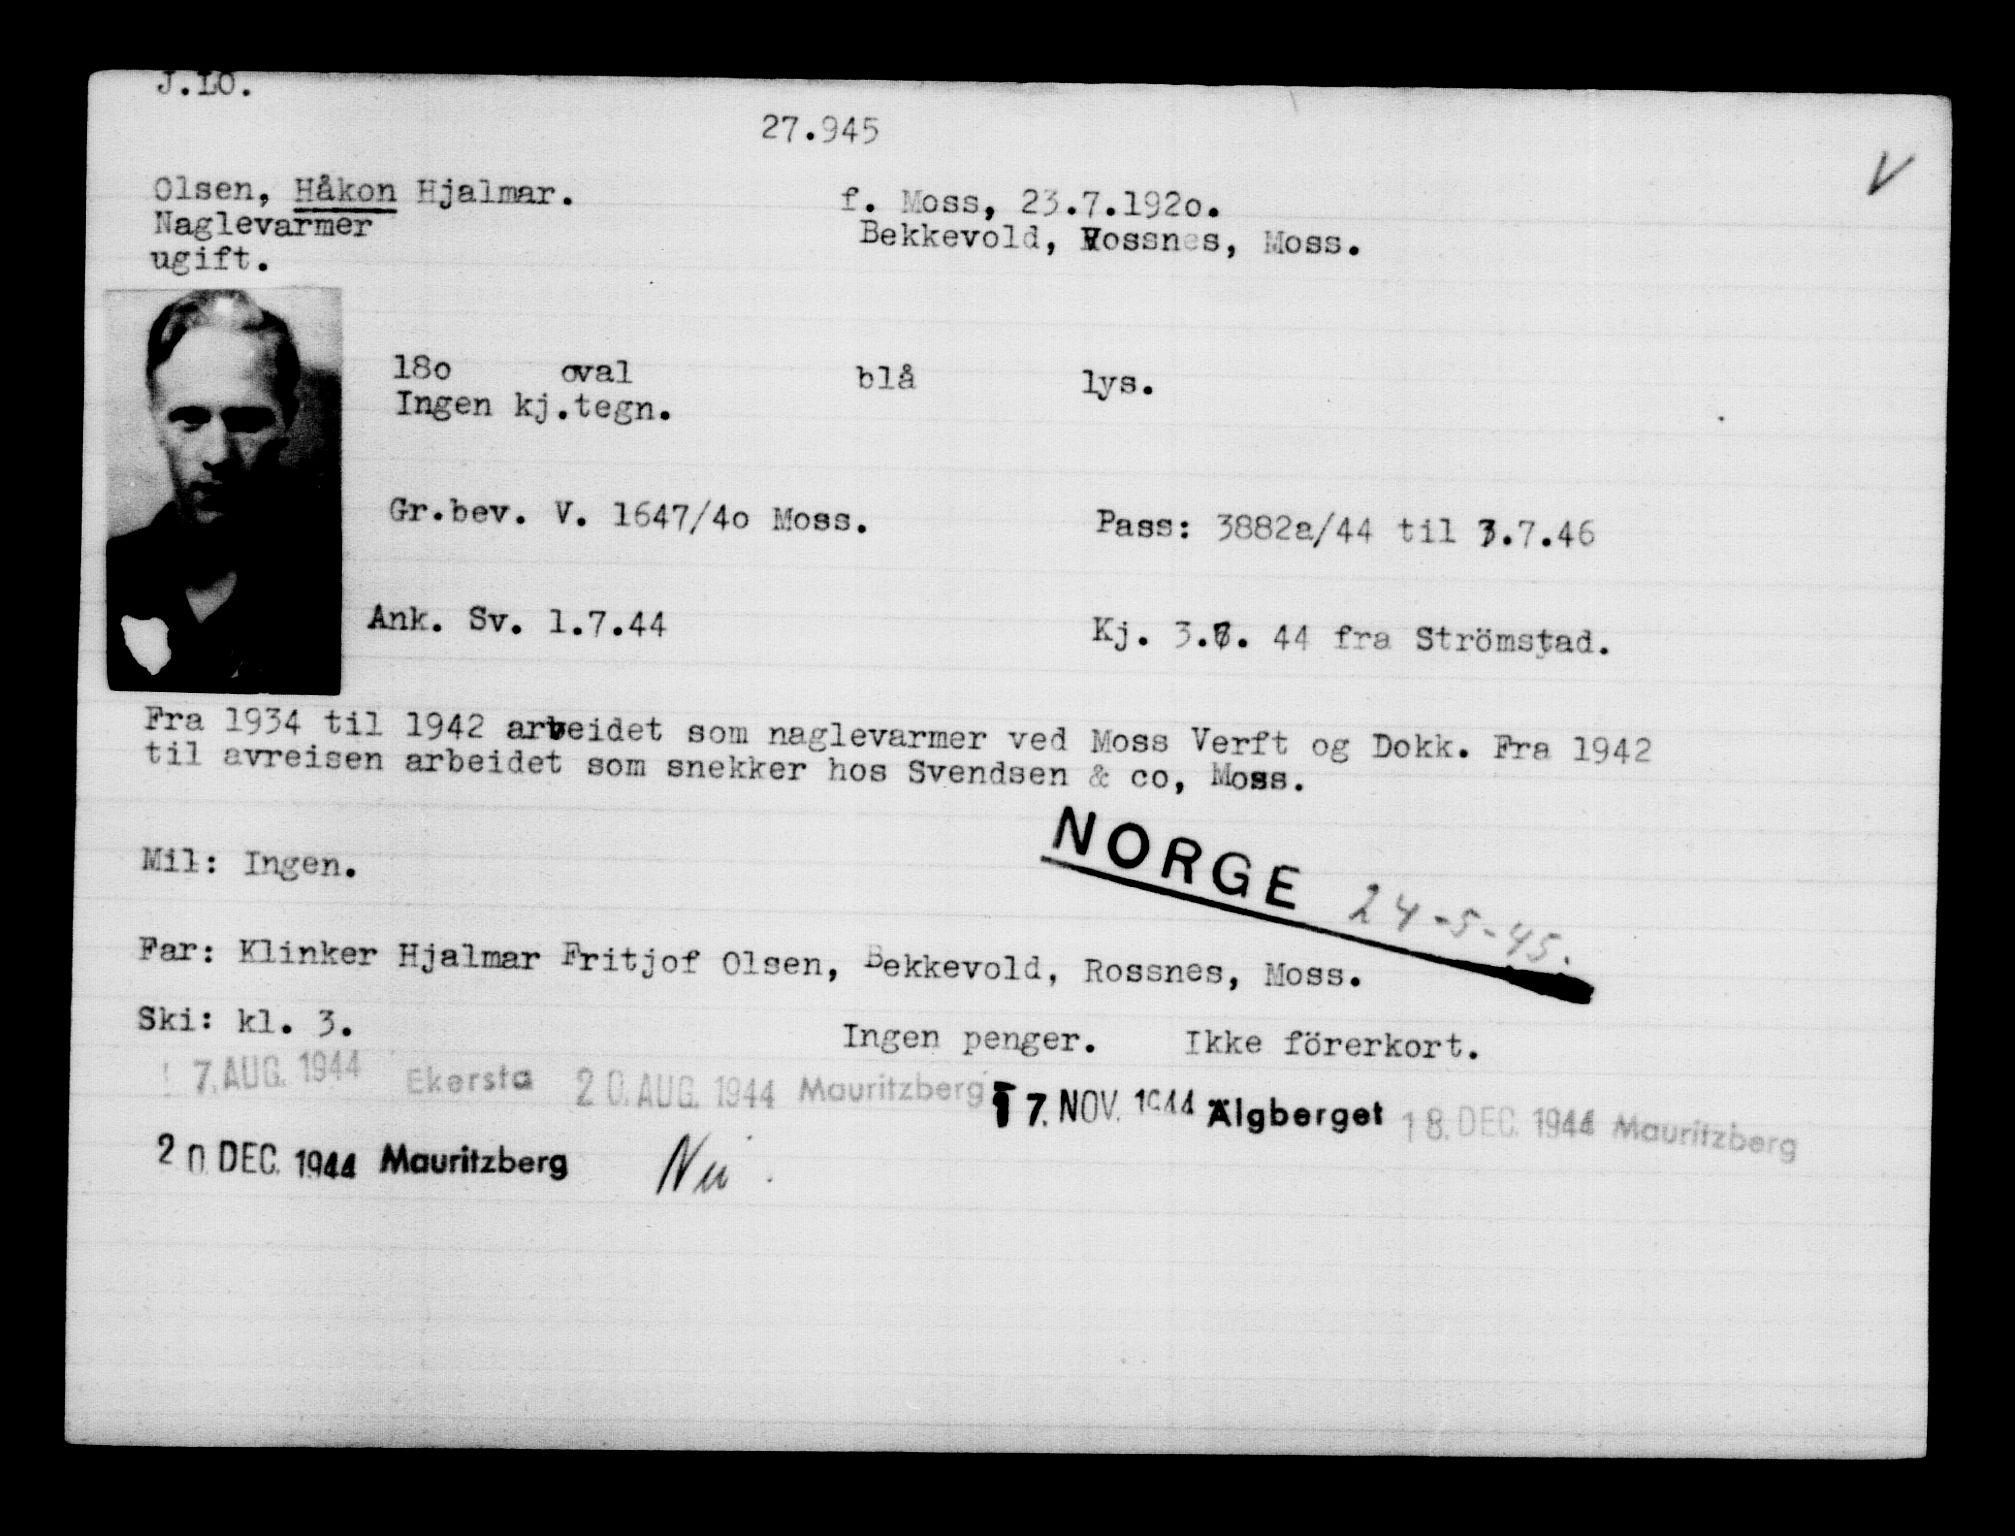 J.LO.
27.945
V
Olsen, Håkon Hjalmar.
f. Moss, 23.7.192o.
Naglevarmer
Bekkevold, Rossnes, Moss.
ugift.
18o oval blå lys.
Ingen kj.tegn.
Gr.bev. V. 1647/4o Moss.
Pass: 3882a/44 til 3.7.46
Ank. Sv. 1.7.44
Kj. 3.7. 44 fra Strömstad.
Fra 1934 til 1942 arbeidet som naglevarmer ved Moss Verft og Dokk. Fra 1942
til avreisen arbeidet som snekker hos Svendsen & co, Moss.
NORGE 24-5-45.
Mil: Ingen.
Far: Klinker Hjalmar Fritjof Olsen, Bekkevold, Rossnes, Moss.
Ski: kl. 3.
Ingen penger. Ikke förerkort.
7. AUG. 1944 Ekersta 20. AUG. 1944 Mauritzberg 17. NOV. 1944 Älgberget 18. DEC. 1944 Mauritzberg
20 DEC. 1944 Mauritzberg